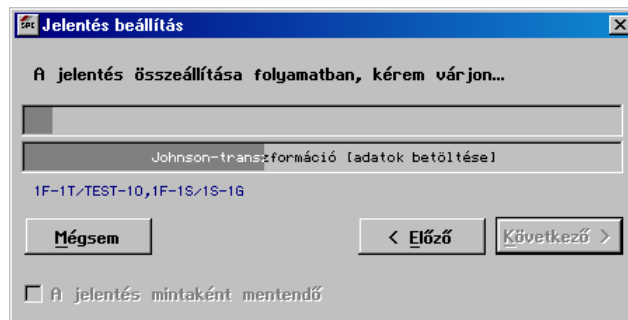 SPC Jelentés beállítás
A jelentés összeállítása folyamatban, kérem várjon...
Johnson-transzformáció [adatok betöltése]
1F-1T/TEST-10,1F-1S/1S-1G
Mégsem
< Előző
Következő >
A jelentés mintaként mentendő